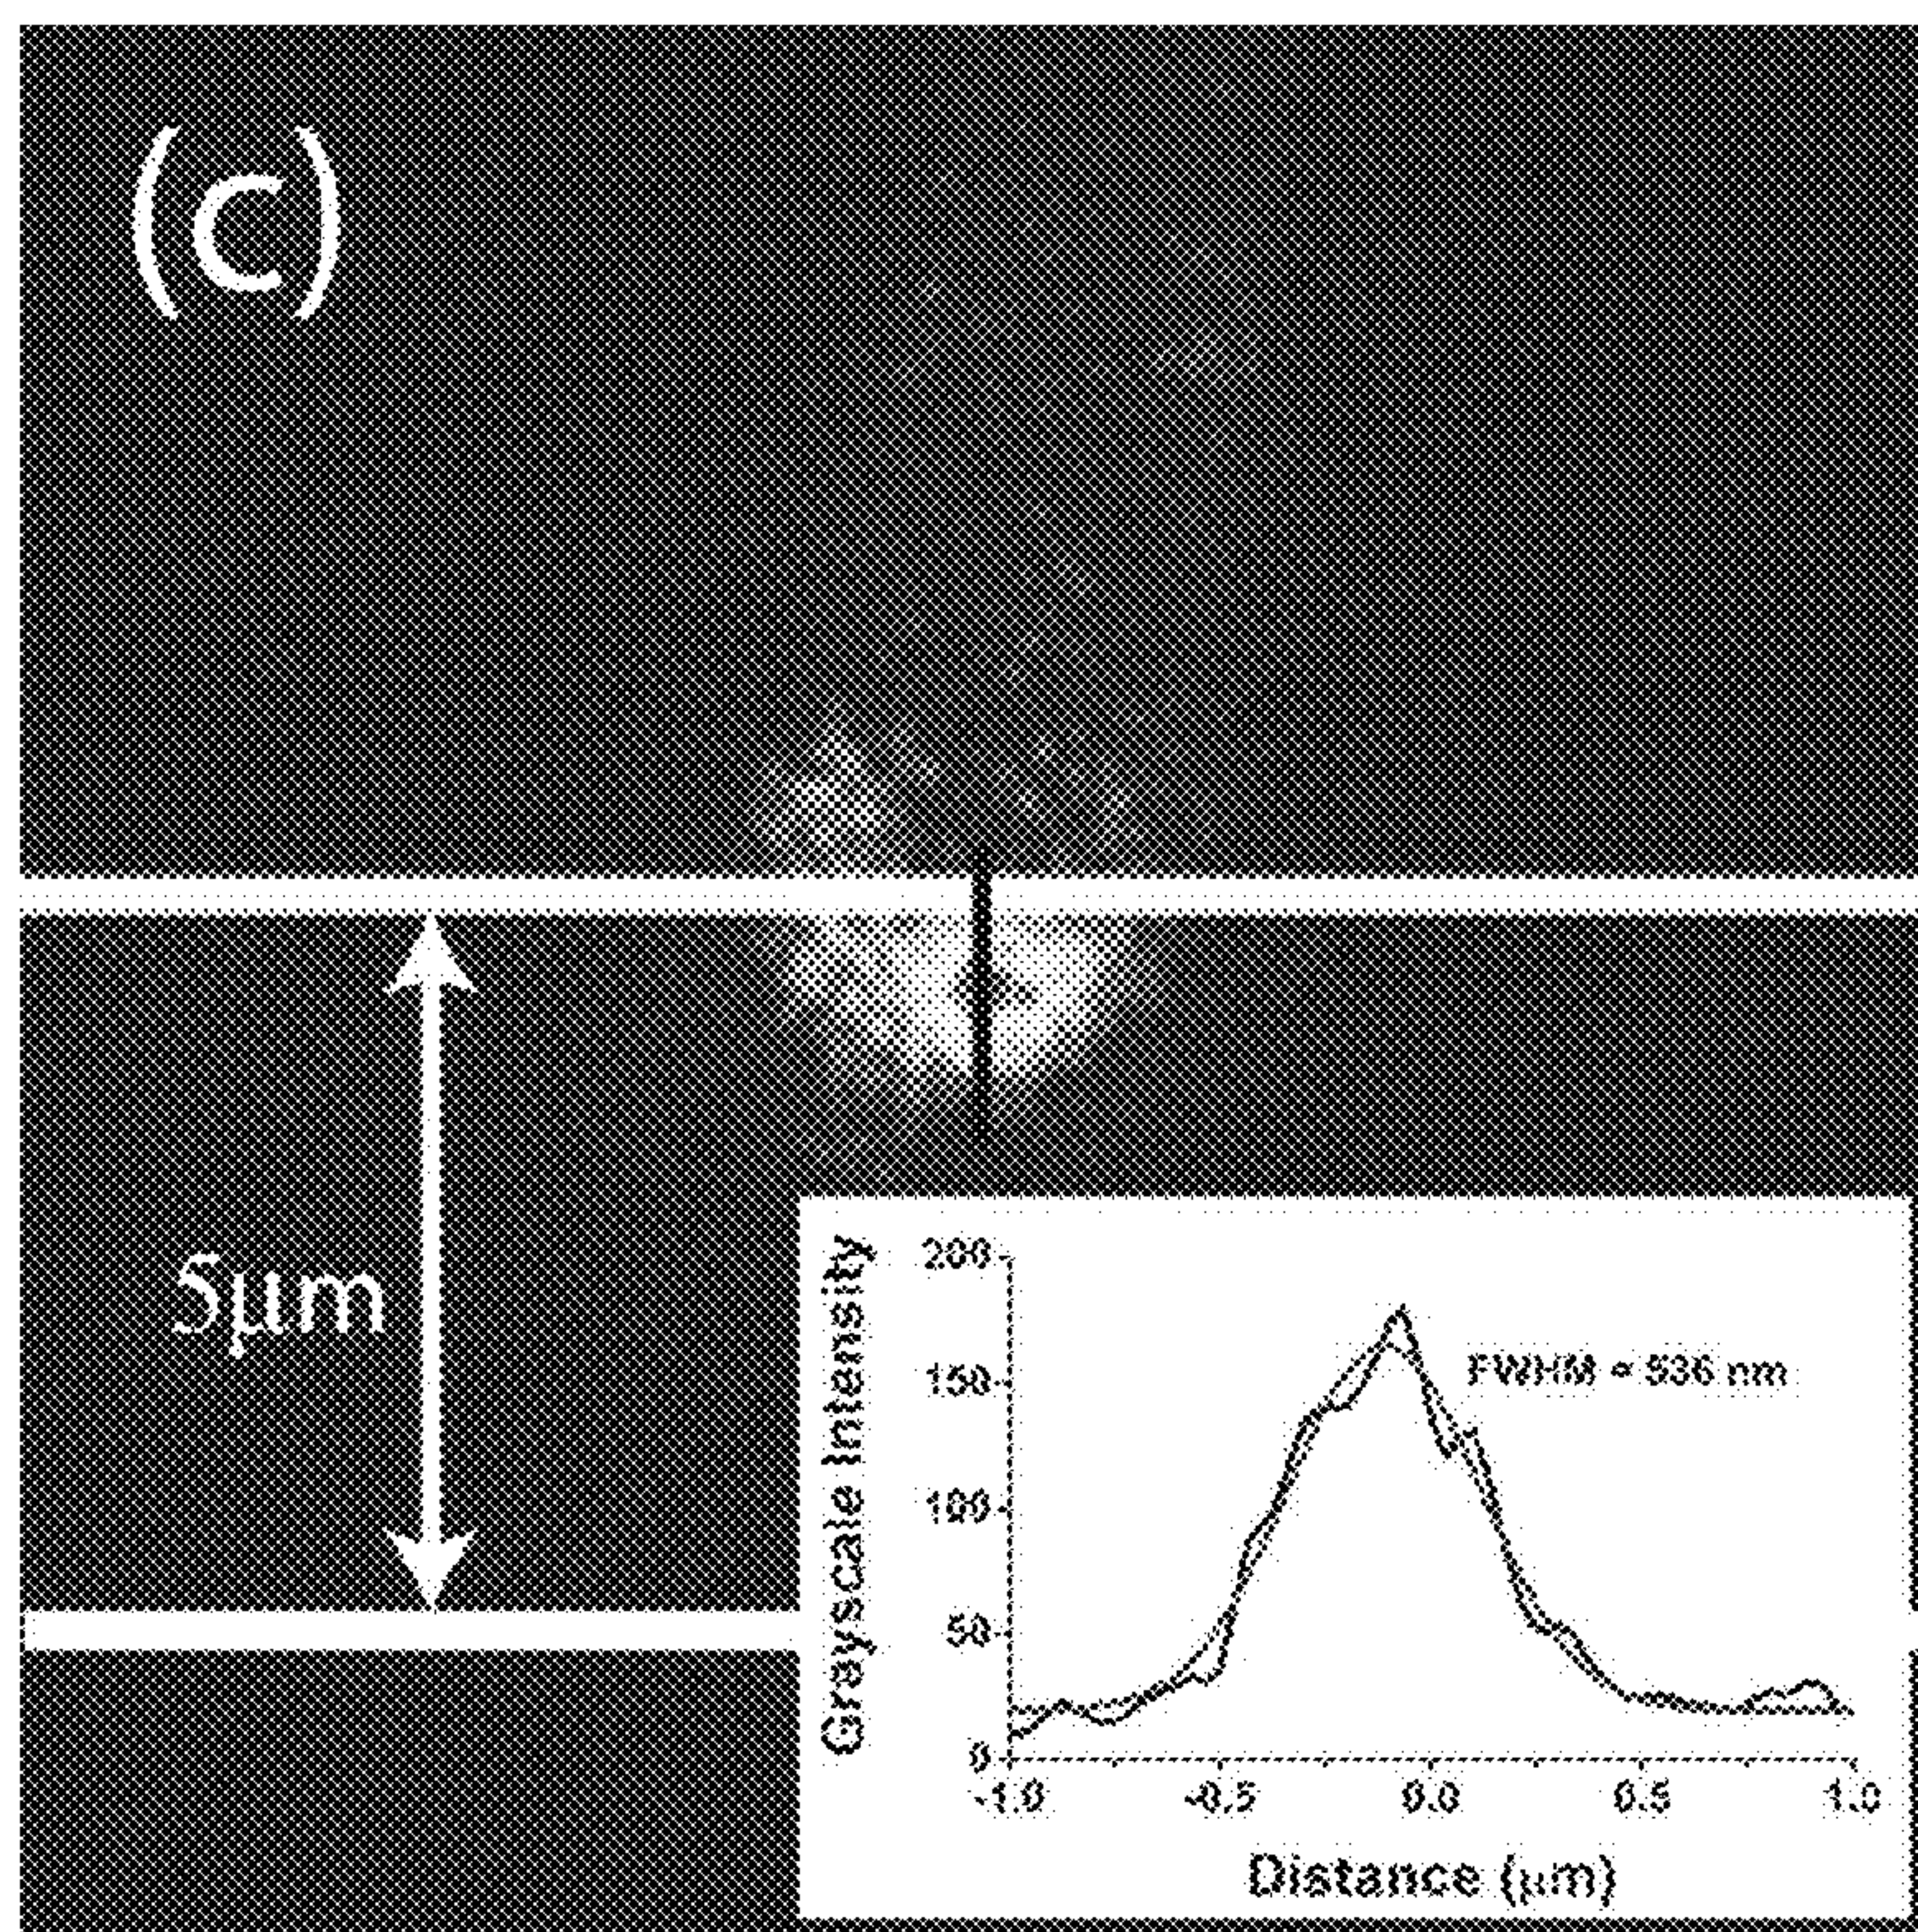 (c)
5μm
Grayscale Intensity
200
150
100
50
0
FWHM = 536 nm
-1.0 -0.5 0.0 0.5 1.0
Distance (μm)